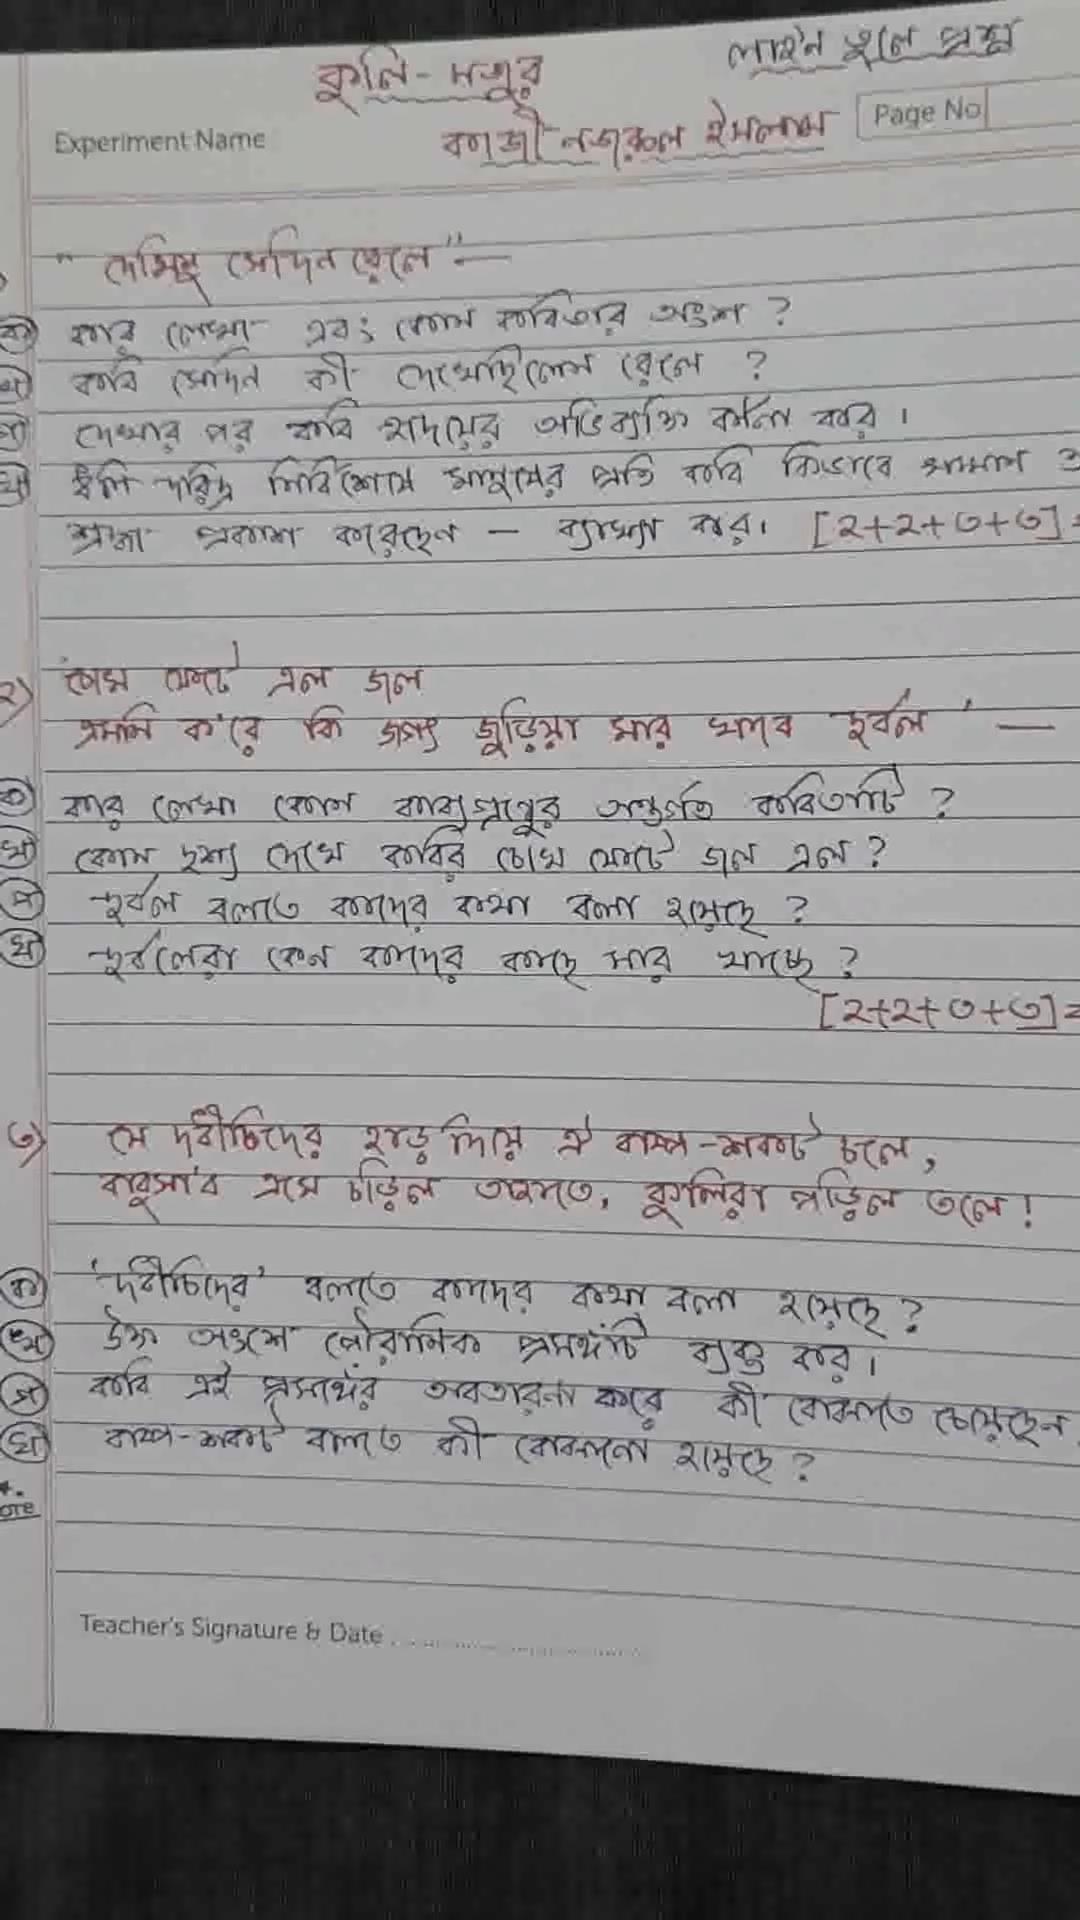 লাইন তুলে প্রশ্ন
কুলি-মজুর
Experiment Name
কাজী নজরুল ইসলাম
Page No
" দেখিনু সেদিন রেলে" —
ক) কার লেখা এবং কোন কবিতার অংশ ?
খ) কবি সেদিন কী দেখেছিলেন রেলে ?
গ) দেখার পর কবি হৃদয়ের অভিব্যক্তি বর্ণনা কর।
ঘ) ধনি দরিদ্র নির্বিশেষে মানুষের প্রতি কবি কিভাবে সম্মান ও
শ্রদ্ধা প্রকাশ করেছেন – ব্যাখ্যা কর। [২+২+৩+৩]=
২) 'চোখ ফেটে এল জল
এমনি ক'রে কি জগৎ জুড়িয়া মার খাবে দুর্বল ' —
ক) কার লেখা কোন কাব্যগ্রন্থের অন্তর্গত কবিতাটি ?
খ) কোন দৃশ্য দেখে কবির চোখ ফেটে জল এল ?
গ) দুর্বল বলতে কাদের কথা বলা হয়েছে ?
ঘ) দুর্বলেরা কেন কাদের কাছে মার খাচ্ছে ?
[২+২+৩+৩]=
৩) যে দধীচিদের হাড় দিয়ে ঐ বাষ্প-শকট চলে,
বাবুসা'ব এসে চড়িল তাহাতে, কুলিরা পড়িল তলে !
ক) 'দধীচিদের' বলতে কাদের কথা বলা হয়েছে ?
খ) উক্ত অংশে পৌরানিক প্রসঙ্গটি ব্যক্ত কর।
গ) কবি এই প্রসঙ্গের অবতারনা করে কী বোঝাতে চেয়েছেন
ঘ) বাষ্প-শকট বলতে কী বোঝানো হয়েছে ?
Teacher's Signature & Date